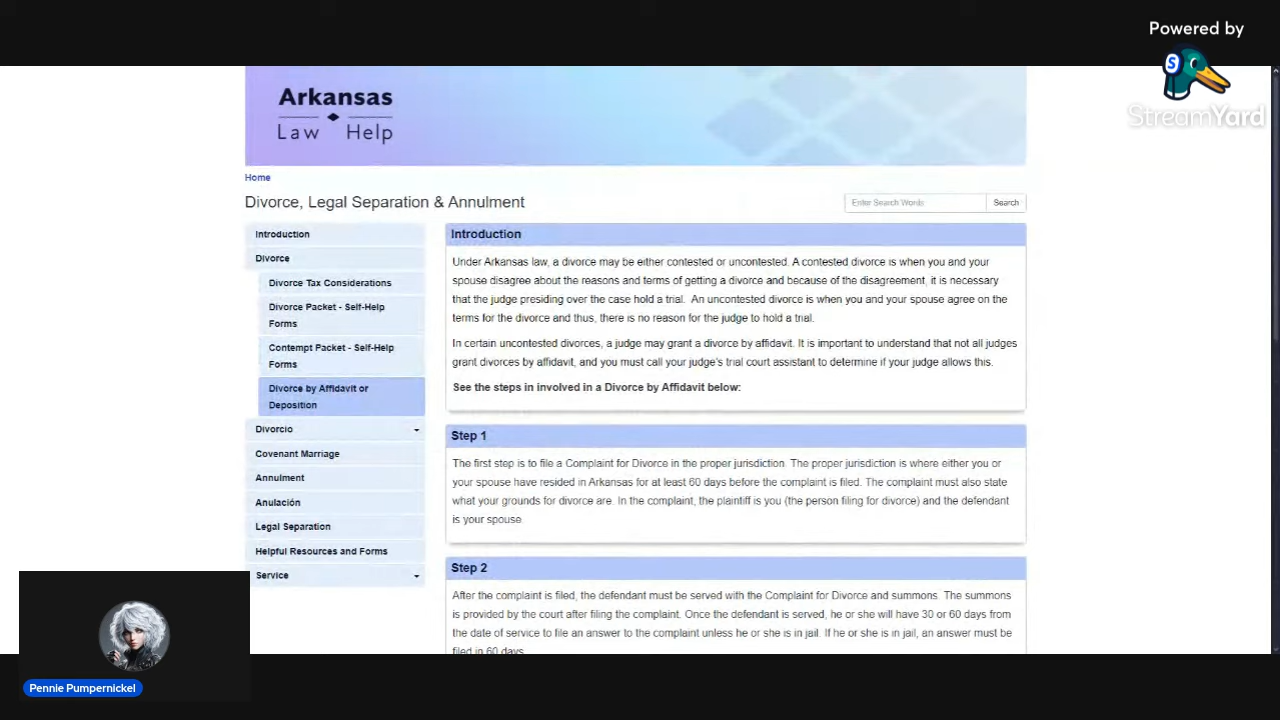 Powered by
StreamYard
Arkansas
Law Help
Home
Divorce, Legal Separation & Annulment
Enter Search Words
Search
Introduction
Divorce
Divorce Tax Considerations
Divorce Packet - Self-Help
Forms
Contempt Packet - Self-Help
Forms
Divorce by Affidavit or
Deposition
Divorcio
Covenant Marriage
Annulment
Anulación
Legal Separation
Helpful Resources and Forms
Service
Introduction
Under Arkansas law, a divorce may be either contested or uncontested. A contested divorce is when you and your
spouse disagree about the reasons and terms of getting a divorce and because of the disagreement, it is necessary
that the judge presiding over the case hold a trial. An uncontested divorce is when you and your spouse agree on the
terms for the divorce and thus, there is no reason for the judge to hold a trial.
In certain uncontested divorces, a judge may grant a divorce by affidavit. It is important to understand that not all judges
grant divorces by affidavit, and you must call your judge's trial court assistant to determine if your judge allows this.
See the steps in involved in a Divorce by Affidavit below:
Step 1
The first step is to file a Complaint for Divorce in the proper jurisdiction. The proper jurisdiction is where either you or
your spouse have resided in Arkansas for at least 60 days before the complaint is filed. The complaint must also state
what your grounds for divorce are. In the complaint, the plaintiff is you (the person filing for divorce) and the defendant
is your spouse
Step 2
After the complaint is filed, the defendant must be served with the Complaint for Divorce and summons. The summons
is provided by the court after filing the complaint. Once the defendant is served, he or she will have 30 or 60 days from
the date of service to file an answer to the complaint unless he or she is in jail. If he or she is in jail, an answer must be
filed in 60 days
Pennie Pumpernickel